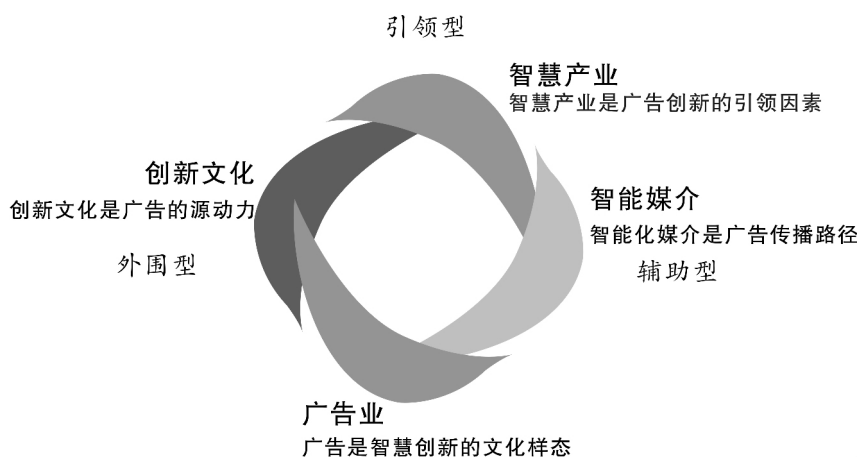 引领型
智慧产业
智慧产业是广告创新的引领因素
创新文化
创新文化是广告的源动力
外围型
智能媒介
智能化媒介是广告传播路径
辅助型
广告业
广告是智慧创新的文化样态